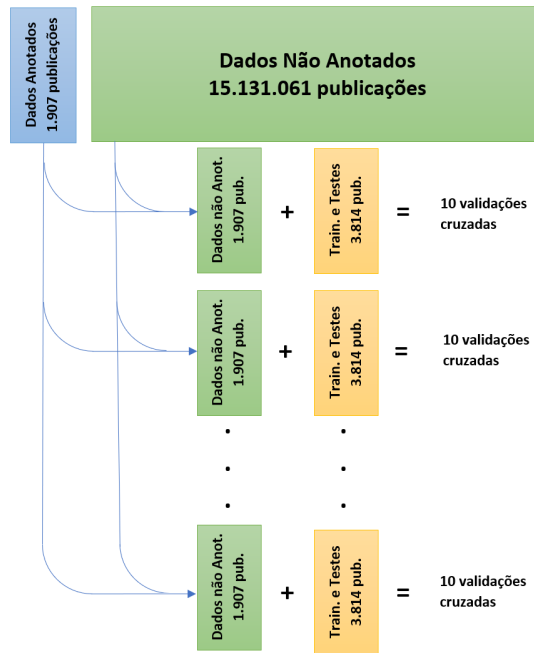 Dados Anotados
1.907 publicações
Dados Não Anotados
15.131.061 publicações
Dados não Anot.
1.907 pub.
+
Train. e Testes
3.814 pub.
=
10 validações
cruzadas
Dados não Anot.
1.907 pub.
+
Train. e Testes
3.814 pub.
=
10 validações
cruzadas
Dados não Anot.
1.907 pub.
+
Train. e Testes
3.814 pub.
=
10 validações
cruzadas